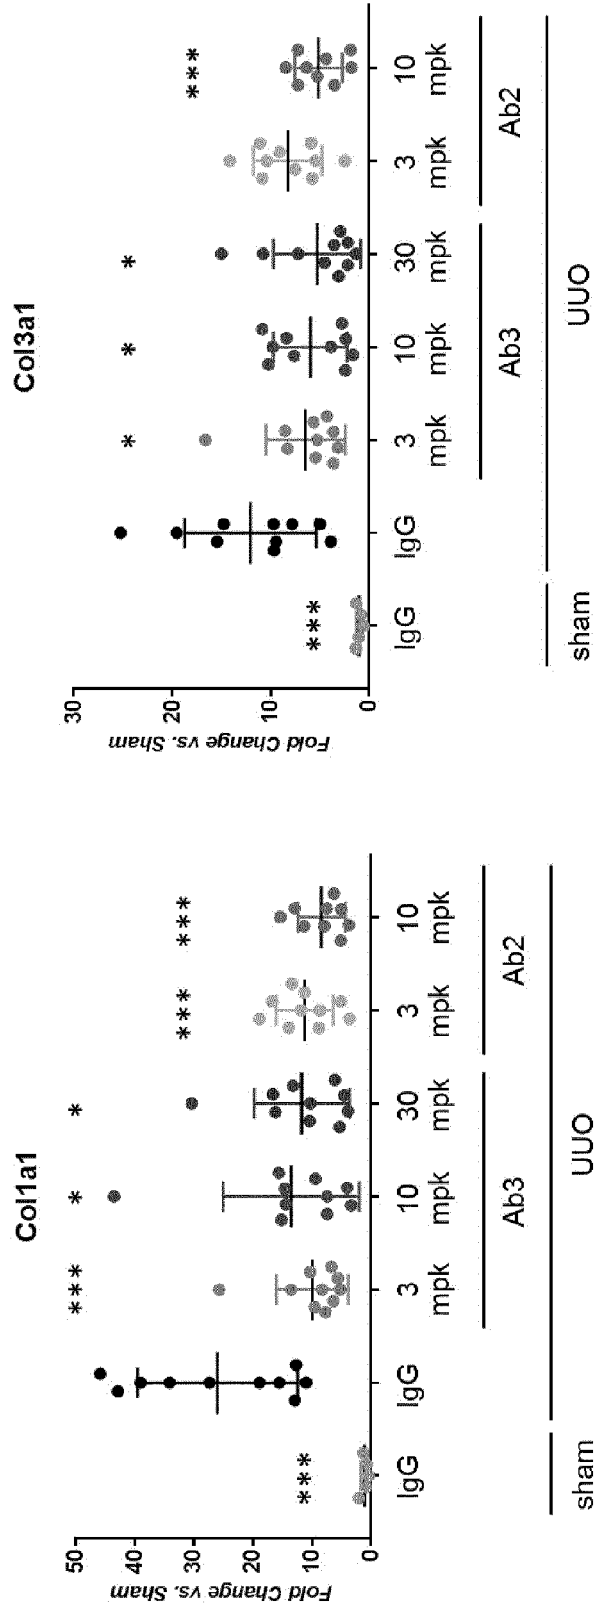 Col1a1
Fold Change vs. Sham
50
40
30
20
10
0
*** *** * * *** ***
IgG IgG 3 10 30 3 10
mpk mpk mpk mpk mpk
Ab3 Ab2
sham UUO
Col3a1
Fold Change vs. Sham
30
20
10
0
*** * * * ***
IgG IgG 3 10 30 3 10
mpk mpk mpk mpk mpk
Ab3 Ab2
sham UUO